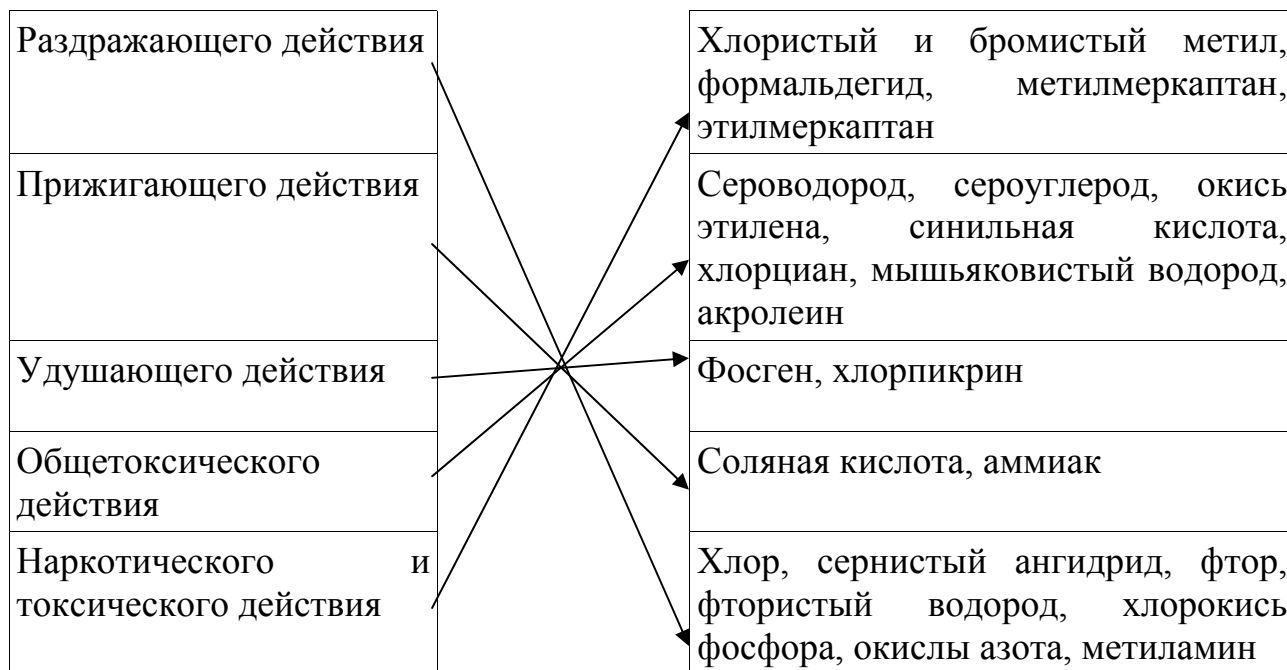 Раздражающего действия
Прижигающего действия
Удушающего действия
Общетоксического
действия
Наркотического и
токсического действия
Хлористый и бромистый метил,
формальдегид, метилмеркаптан,
этилмеркаптан
Сероводород, сероуглерод, окись
этилена, синильная кислота,
хлорциан, мышьяковистый водород,
акролеин
Фосген, хлорпикрин
Соляная кислота, аммиак
Хлор, сернистый ангидрид, фтор,
фтористый водород, хлорокись
фосфора, окислы азота, метиламин